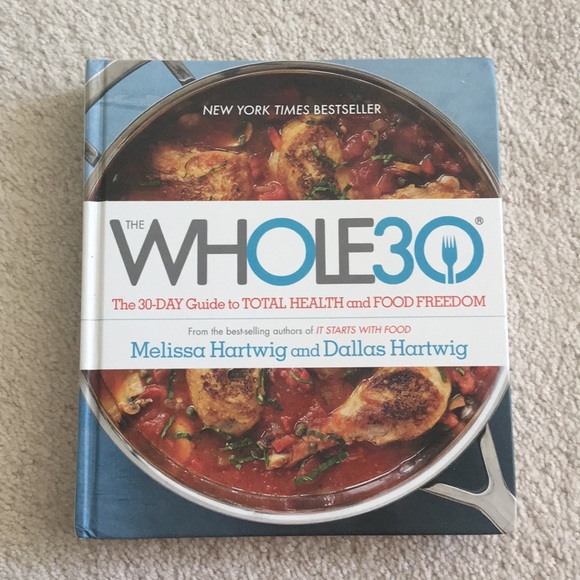 NEW YORK TIMES BESTSELLER
THE
WHOLE30®
The 30-DAY Guide to TOTAL HEALTH and FOOD FREEDOM
From the best-selling authors of IT STARTS WITH FOOD
Melissa Hartwig and Dallas Hartwig